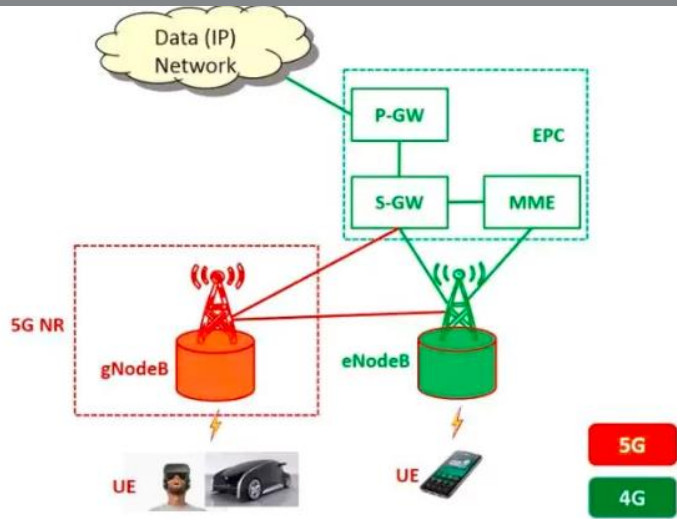 Data (IP)
Network
P-GW
EPC
S-GW
MME
5G NR
gNodeB
eNodeB
UE
UE
5G
4G